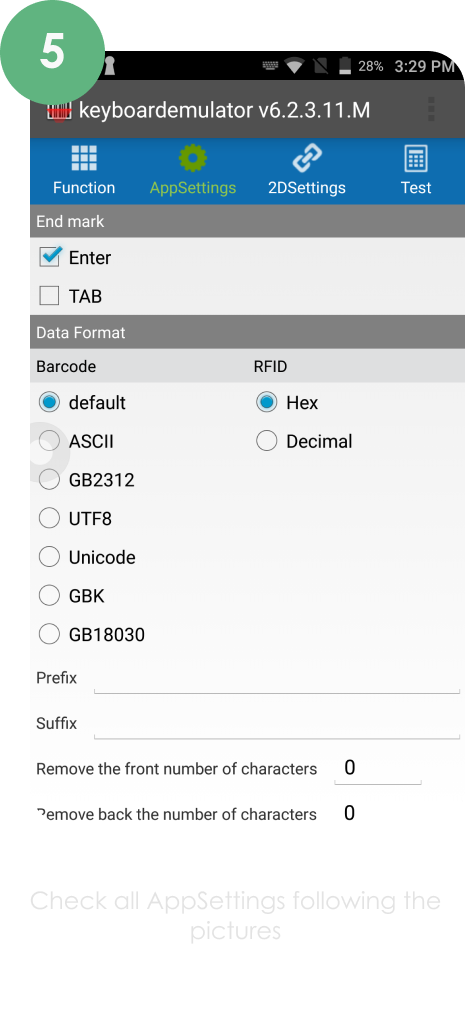 5
28% 3:29 PM
keyboardemulator v6.2.3.11.M
Function AppSettings 2DSettings Test
End mark
Enter
TAB
Data Format
Barcode RFID
default Hex
ASCII Decimal
GB2312
UTF8
Unicode
GBK
GB18030
Prefix
Suffix
Remove the front number of characters 0
Remove back the number of characters 0
Check all AppSettings following the
pictures